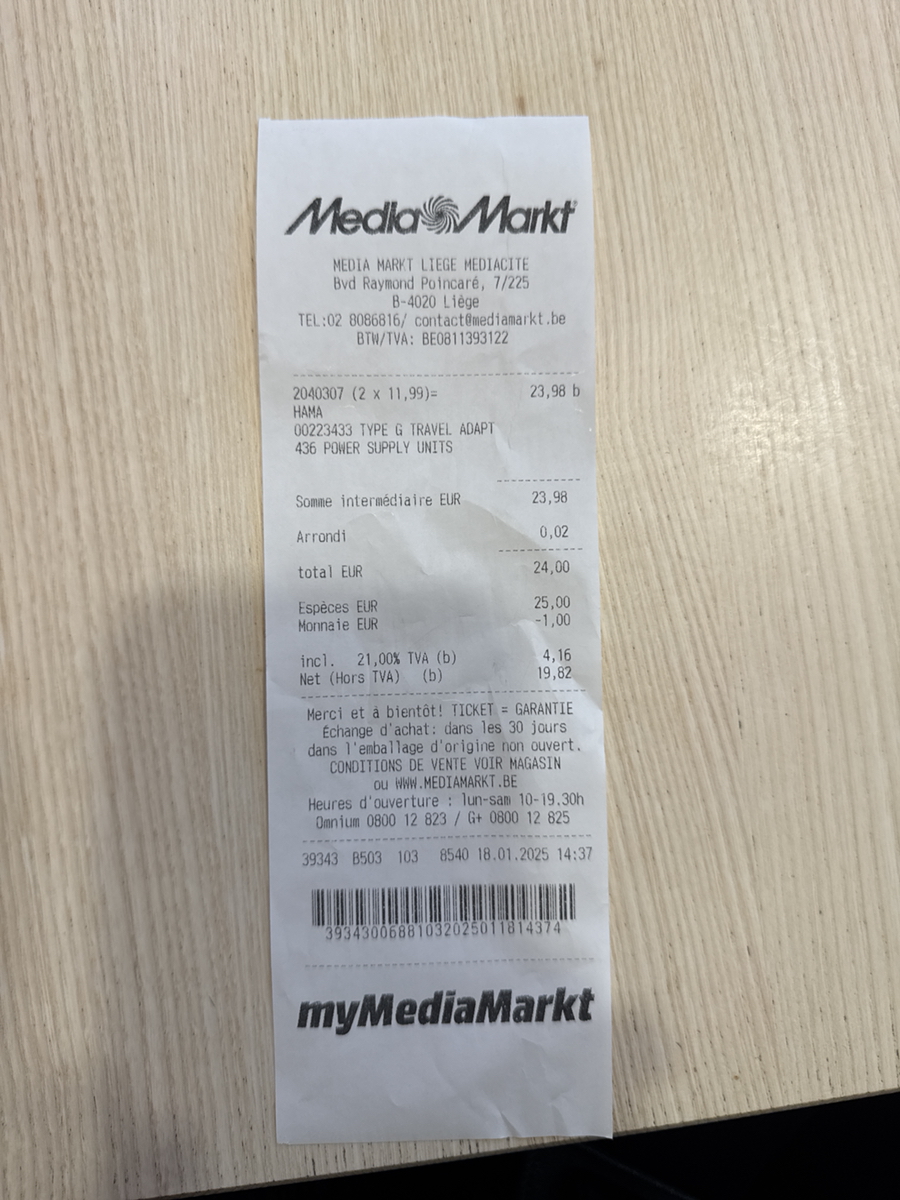 Media Markt
MEDIA MARKT LIEGE MEDIACITE
Bvd Raymond Poincaré, 7/225
B-4020 Liège
TEL:02 8086816/ contact@mediamarkt.be
BTW/TVA: BE0811393122
2040307 (2 x 11,99)= 23,98 b
HAMA
00223433 TYPE G TRAVEL ADAPT
436 POWER SUPPLY UNITS
Somme intermédiaire EUR 23,98
Arrondi 0,02
total EUR 24,00
Espèces EUR 25,00
Monnaie EUR -1,00
incl. 21,00% TVA (b) 4,16
Net (Hors TVA) (b) 19,82
Merci et à bientôt! TICKET = GARANTIE
Échange d'achat: dans les 30 jours
dans l'emballage d'origine non ouvert.
CONDITIONS DE VENTE VOIR MAGASIN
ou WWW.MEDIAMARKT.BE
Heures d'ouverture : lun-sam 10-19.30h
Omnium 0800 12 823 / G+ 0800 12 825
39343 B503 103 8540 18.01.2025 14:37
39343006881032025011814374
myMediaMarkt